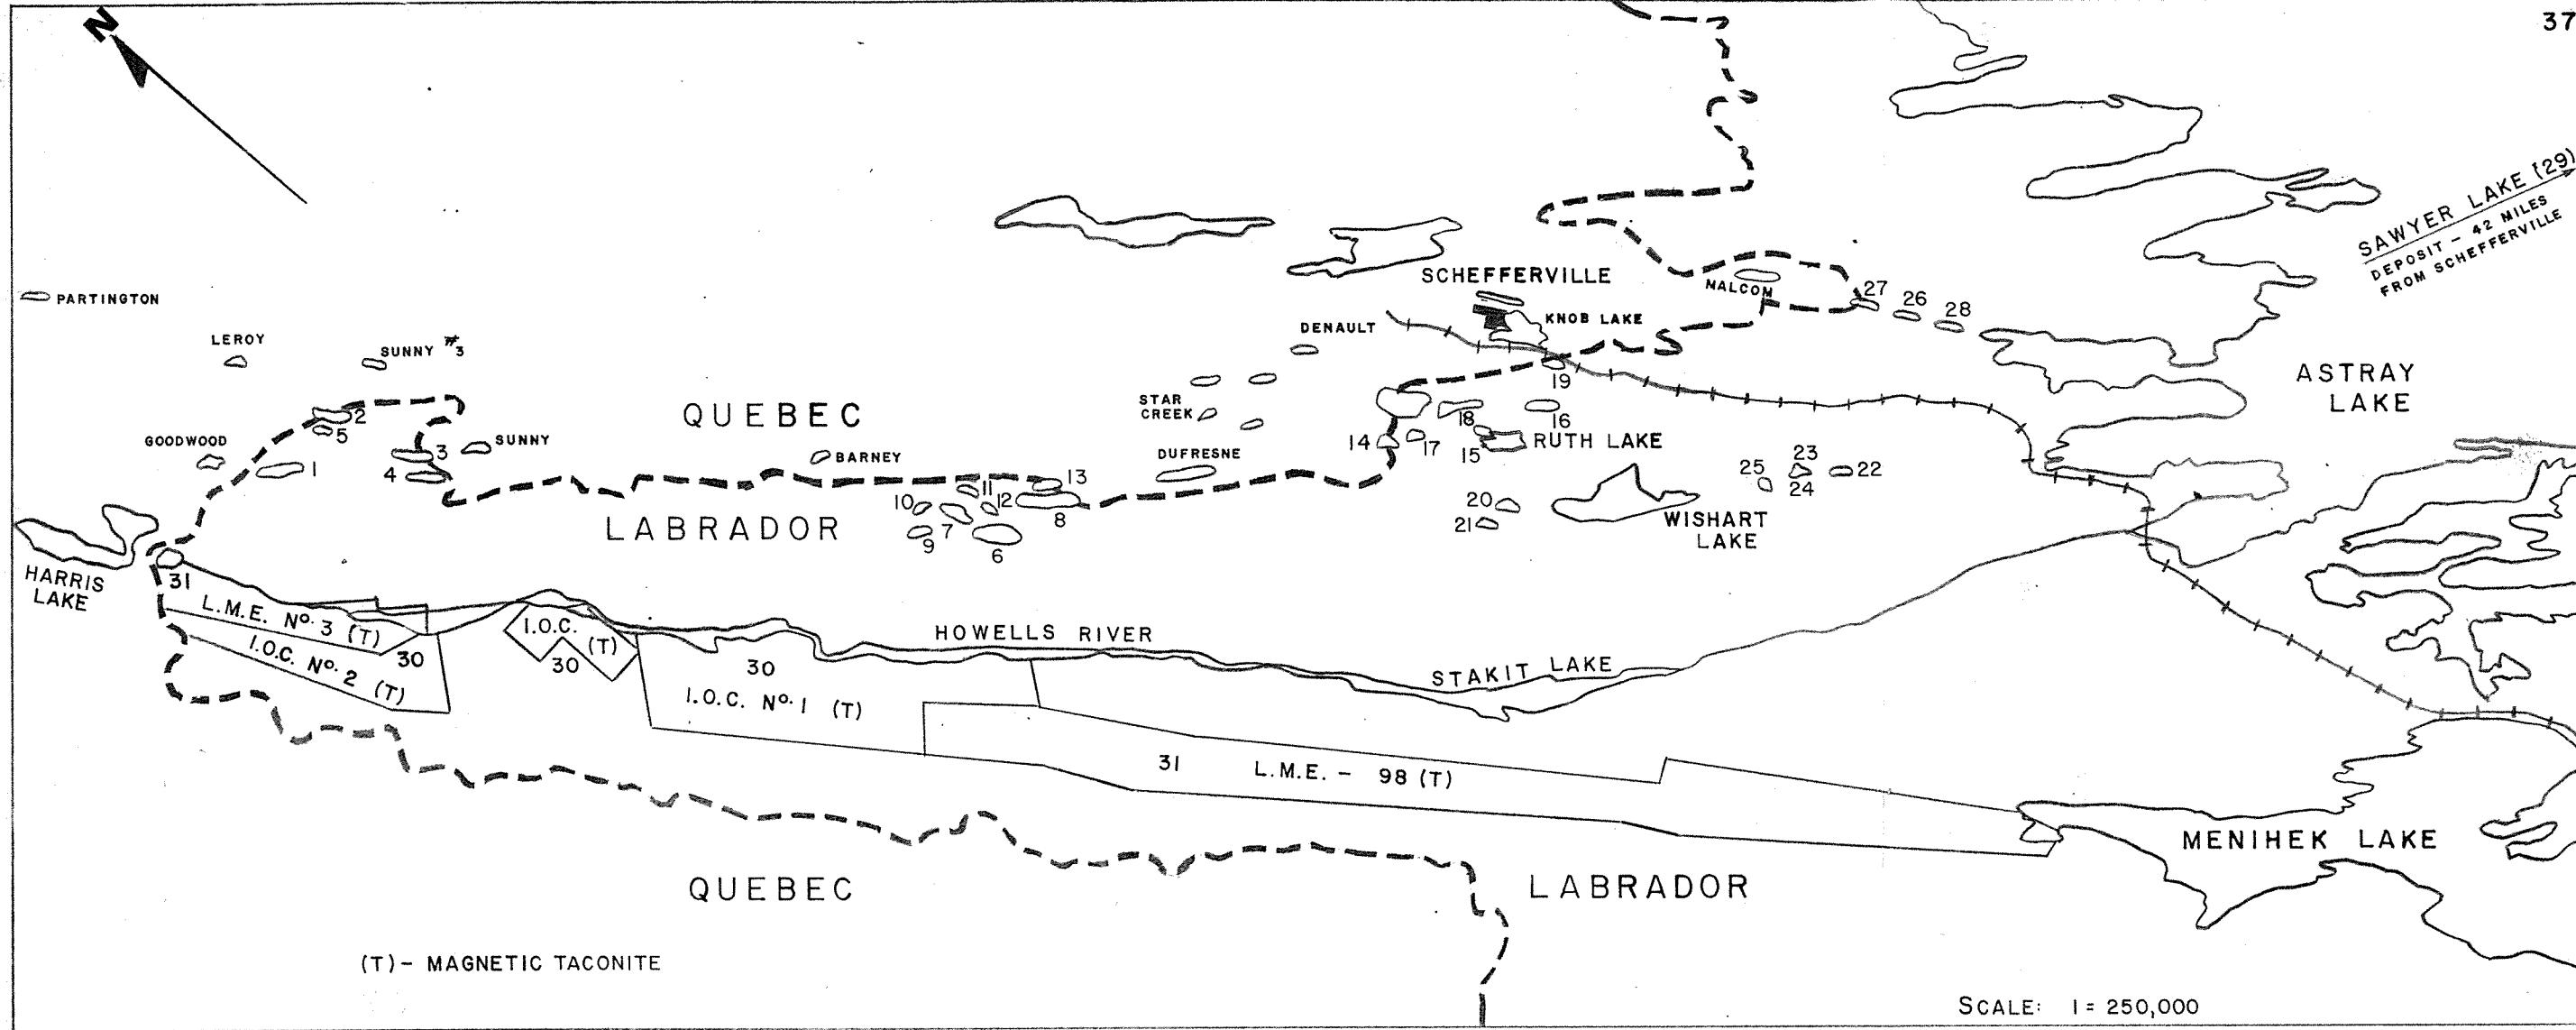 37
N
SAWYER LAKE (29)
DEPOSIT - 42 MILES
FROM SCHEFFERVILLE
SCHEFFERVILLE
MALCOM
PARTINGTON
27
26
28
KNOB LAKE
DENAULT
LEROY
SUNNY #3
19
ASTRAY
LAKE
QUEBEC
STAR
CREEK
2
5
18
16
GOODWOOD
3
SUNNY
14
17
15
RUTH LAKE
1
4
BARNEY
DUFRESNE
23
25
24
22
13
11
10
12
8
20
21
WISHART
LAKE
LABRADOR
7
9
6
HARRIS
LAKE
31
L.M.E. No. 3 (T)
I.O.C. No. 2 (T)
30
I.O.C. (T)
30
HOWELLS RIVER
30
I.O.C. No. 1 (T)
STAKIT LAKE
31 L.M.E. - 98 (T)
MENIHEK LAKE
QUEBEC
LABRADOR
(T) - MAGNETIC TACONITE
SCALE: 1 = 250,000